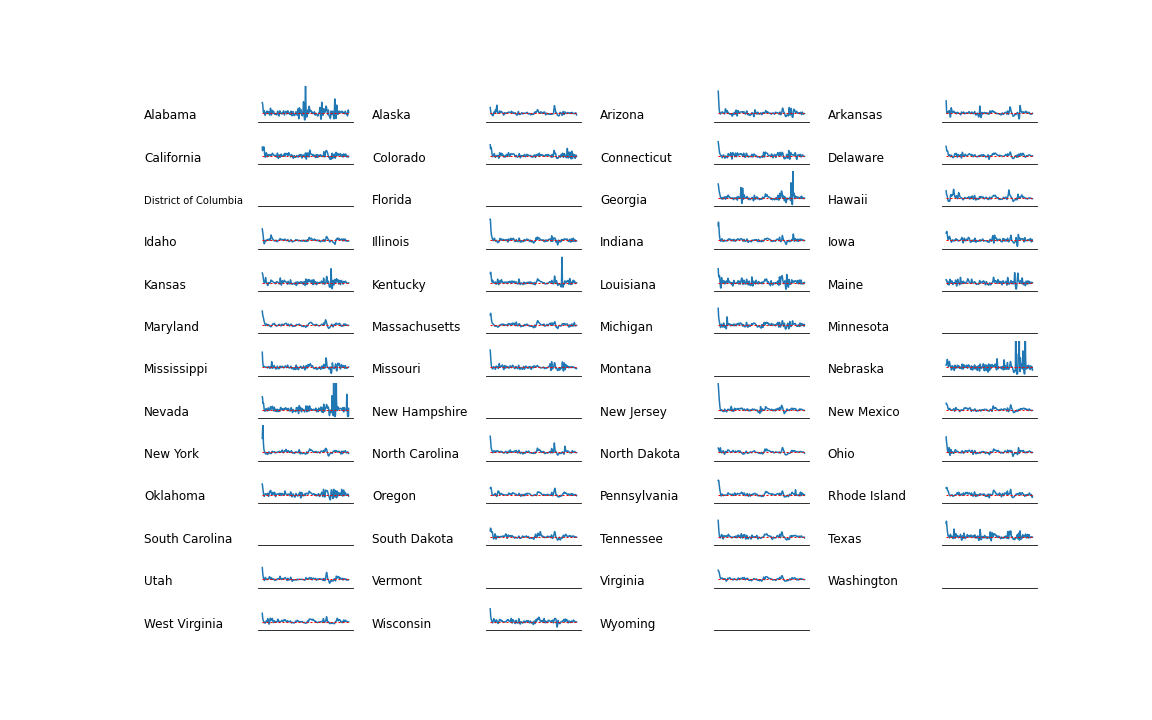 Alabama
Alaska
Arizona
Arkansas
California
Colorado
Connecticut
Delaware
District of Columbia
Florida
Georgia
Hawaii
Idaho
Illinois
Indiana
Iowa
Kansas
Kentucky
Louisiana
Maine
Maryland
Massachusetts
Michigan
Minnesota
Mississippi
Missouri
Montana
Nebraska
Nevada
New Hampshire
New Jersey
New Mexico
New York
North Carolina
North Dakota
Ohio
Oklahoma
Oregon
Pennsylvania
Rhode Island
South Carolina
South Dakota
Tennessee
Texas
Utah
Vermont
Virginia
Washington
West Virginia
Wisconsin
Wyoming